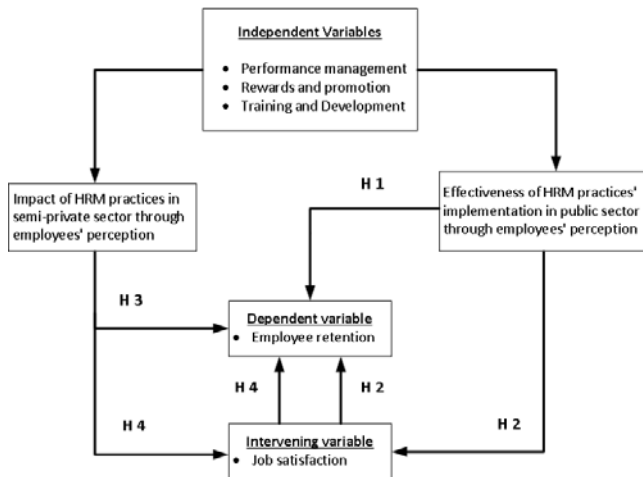 Independent Variables
• Performance management
• Rewards and promotion
• Training and Development
Impact of HRM practices in
semi-private sector through
employees' perception
H 1
Effectiveness of HRM practices'
implementation in public sector
through employees' perception
H 3
Dependent variable
• Employee retention
H 4
H 2
H 4
H 2
Intervening variable
• Job satisfaction